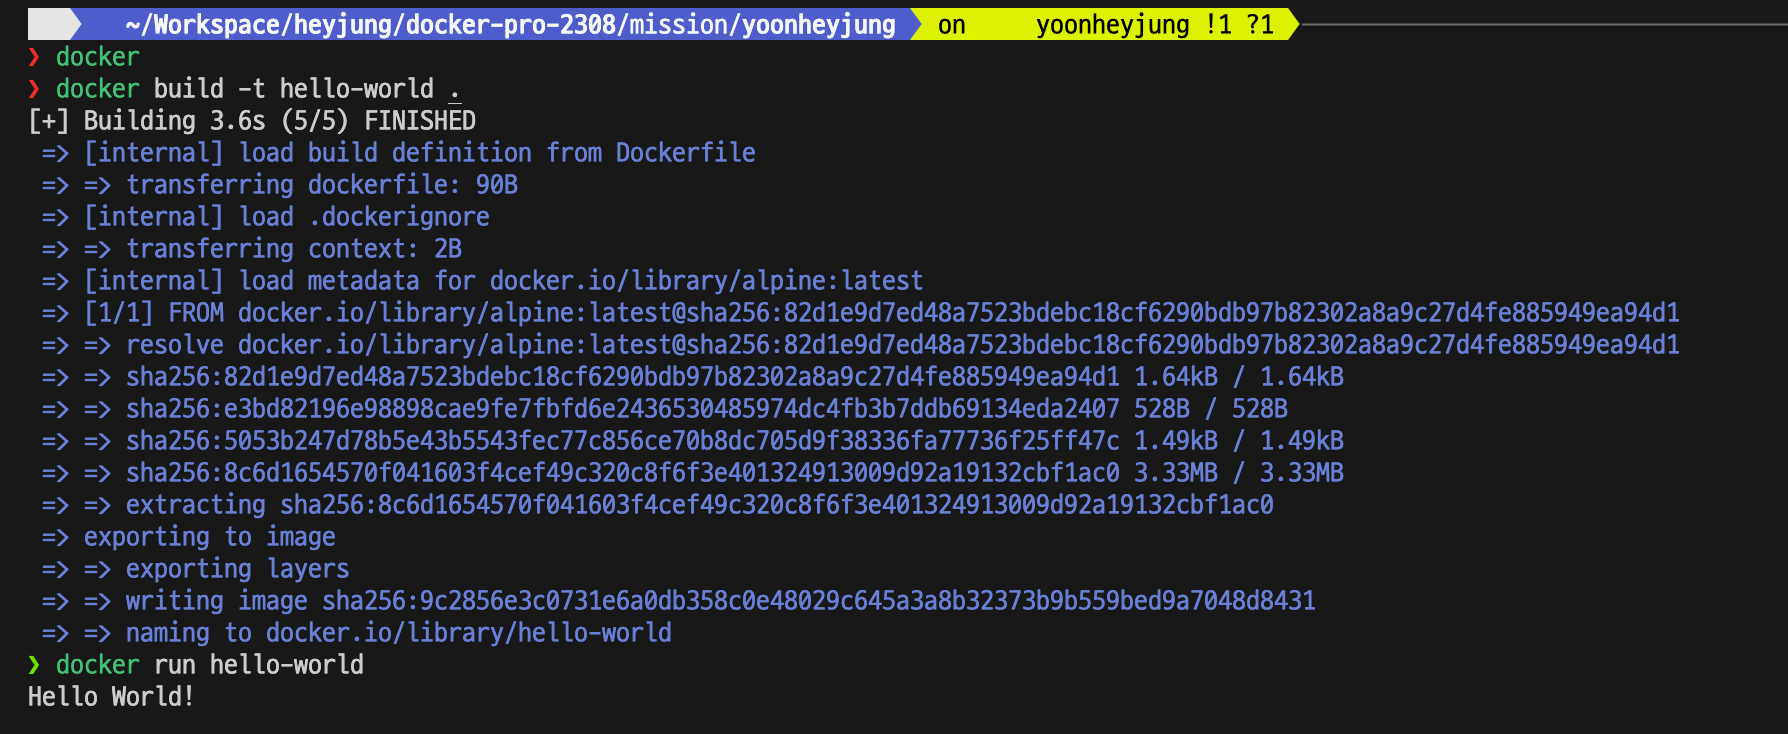 ~/Workspace/heyjung/docker-pro-2308/mission/yoonheyjung on yoonheyjung !1 ?1
❯ docker
❯ docker build -t hello-world .
[+] Building 3.6s (5/5) FINISHED
=> [internal] load build definition from Dockerfile
=> => transferring dockerfile: 90B
=> [internal] load .dockerignore
=> => transferring context: 2B
=> [internal] load metadata for docker.io/library/alpine:latest
=> [1/1] FROM docker.io/library/alpine:latest@sha256:82d1e9d7ed48a7523bdebc18cf6290bdb97b82302a8a9c27d4fe885949ea94d1
=> => resolve docker.io/library/alpine:latest@sha256:82d1e9d7ed48a7523bdebc18cf6290bdb97b82302a8a9c27d4fe885949ea94d1
=> => sha256:82d1e9d7ed48a7523bdebc18cf6290bdb97b82302a8a9c27d4fe885949ea94d1 1.64kB / 1.64kB
=> => sha256:e3bd82196e98898cae9fe7fbfd6e2436530485974dc4fb3b7ddb69134eda2407 528B / 528B
=> => sha256:5053b247d78b5e43b5543fec77c856ce70b8dc705d9f38336fa77736f25ff47c 1.49kB / 1.49kB
=> => sha256:8c6d1654570f041603f4cef49c320c8f6f3e401324913009d92a19132cbf1ac0 3.33MB / 3.33MB
=> => extracting sha256:8c6d1654570f041603f4cef49c320c8f6f3e401324913009d92a19132cbf1ac0
=> exporting to image
=> => exporting layers
=> => writing image sha256:9c2856e3c0731e6a0db358c0e48029c645a3a8b32373b9b559bed9a7048d8431
=> => naming to docker.io/library/hello-world
❯ docker run hello-world
Hello World!